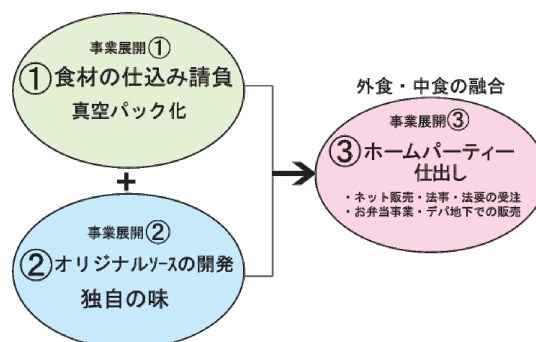 事業展開①
①食材の仕込み請負
真空パック化
+
事業展開②
②オリジナルソースの開発
独自の味
外食・中食の融合
事業展開③
③ホームパーティー
仕出し
・ネット販売・法事・法要の受注
・お弁当事業・デパ地下での販売